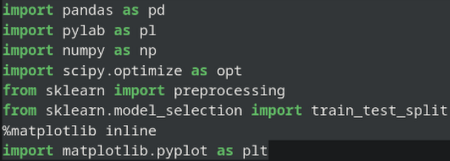 import pandas as pd
import pylab as pl
import numpy as np
import scipy.optimize as opt
from sklearn import preprocessing
from sklearn.model_selection import train_test_split
%matplotlib inline
import matplotlib.pyplot as plt